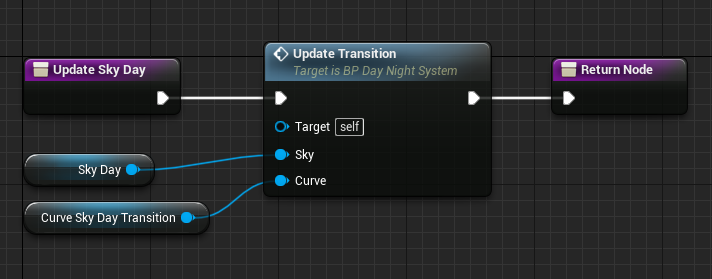 Update Sky Day
Update Transition
Target is BP Day Night System
Return Node
Target self
Sky
Curve
Sky Day
Curve Sky Day Transition